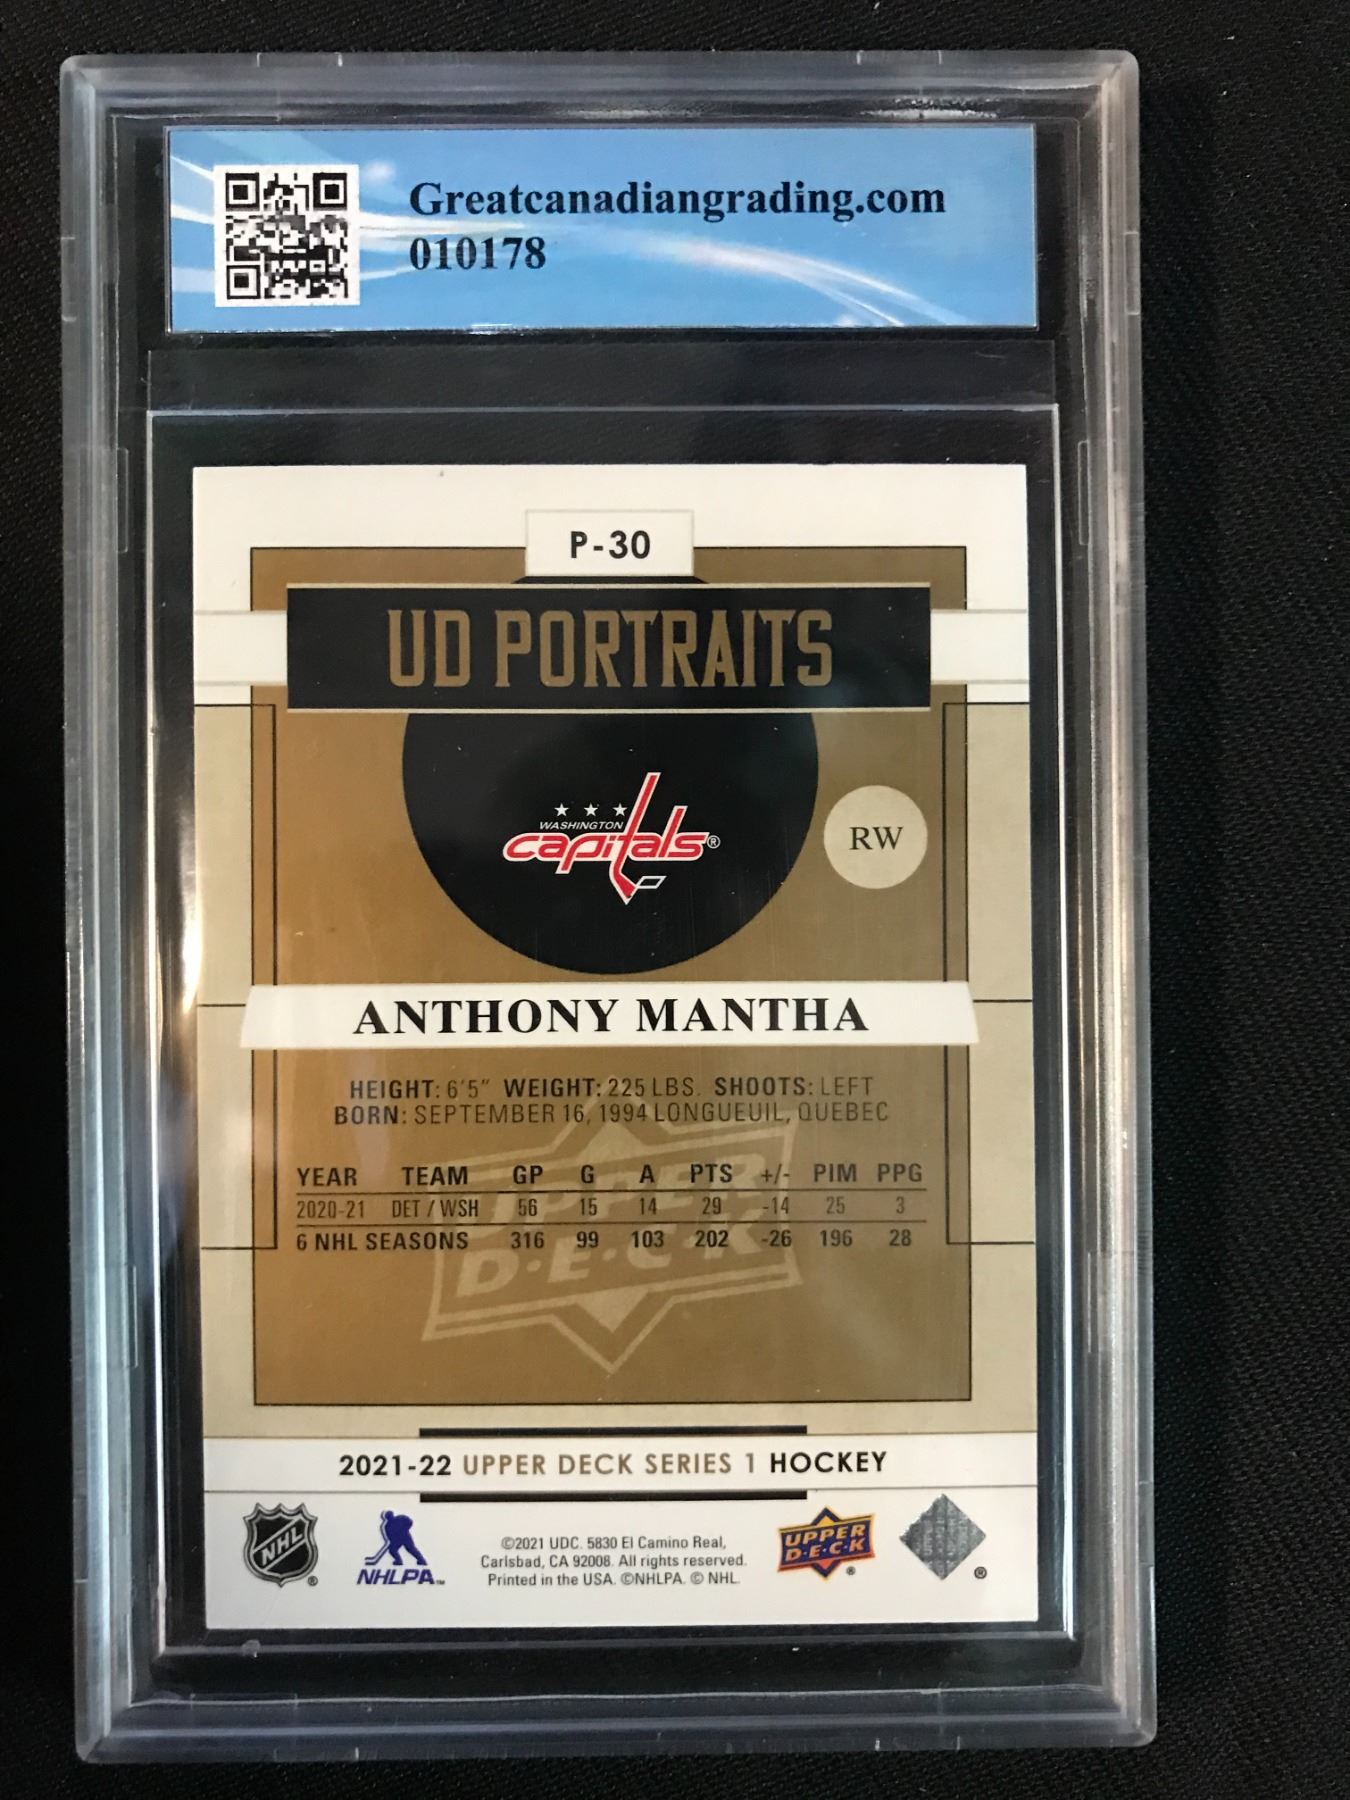 Greatcanadiangrading.com
010178
P-30
UD PORTRAITS
WASHINGTON
capitals®
RW
ANTHONY MANTHA
HEIGHT: 6'5" WEIGHT: 225 LBS. SHOOTS: LEFT
BORN: SEPTEMBER 16, 1994 LONGUEUIL, QUEBEC
YEAR TEAM GP G A PTS +/- PIM PPG
2020-21 DET / WSH 56 15 14 29 -14 25 3
6 NHL SEASONS 316 99 103 202 -26 196 28
UPPER
D·E·C·K
2021-22 UPPER DECK SERIES 1 HOCKEY
NHL ®
NHLPA™
©2021 UDC. 5830 El Camino Real,
Carlsbad, CA 92008. All rights reserved.
Printed in the USA. ©NHLPA. © NHL.
UPPER
D·E·C·K ®
®